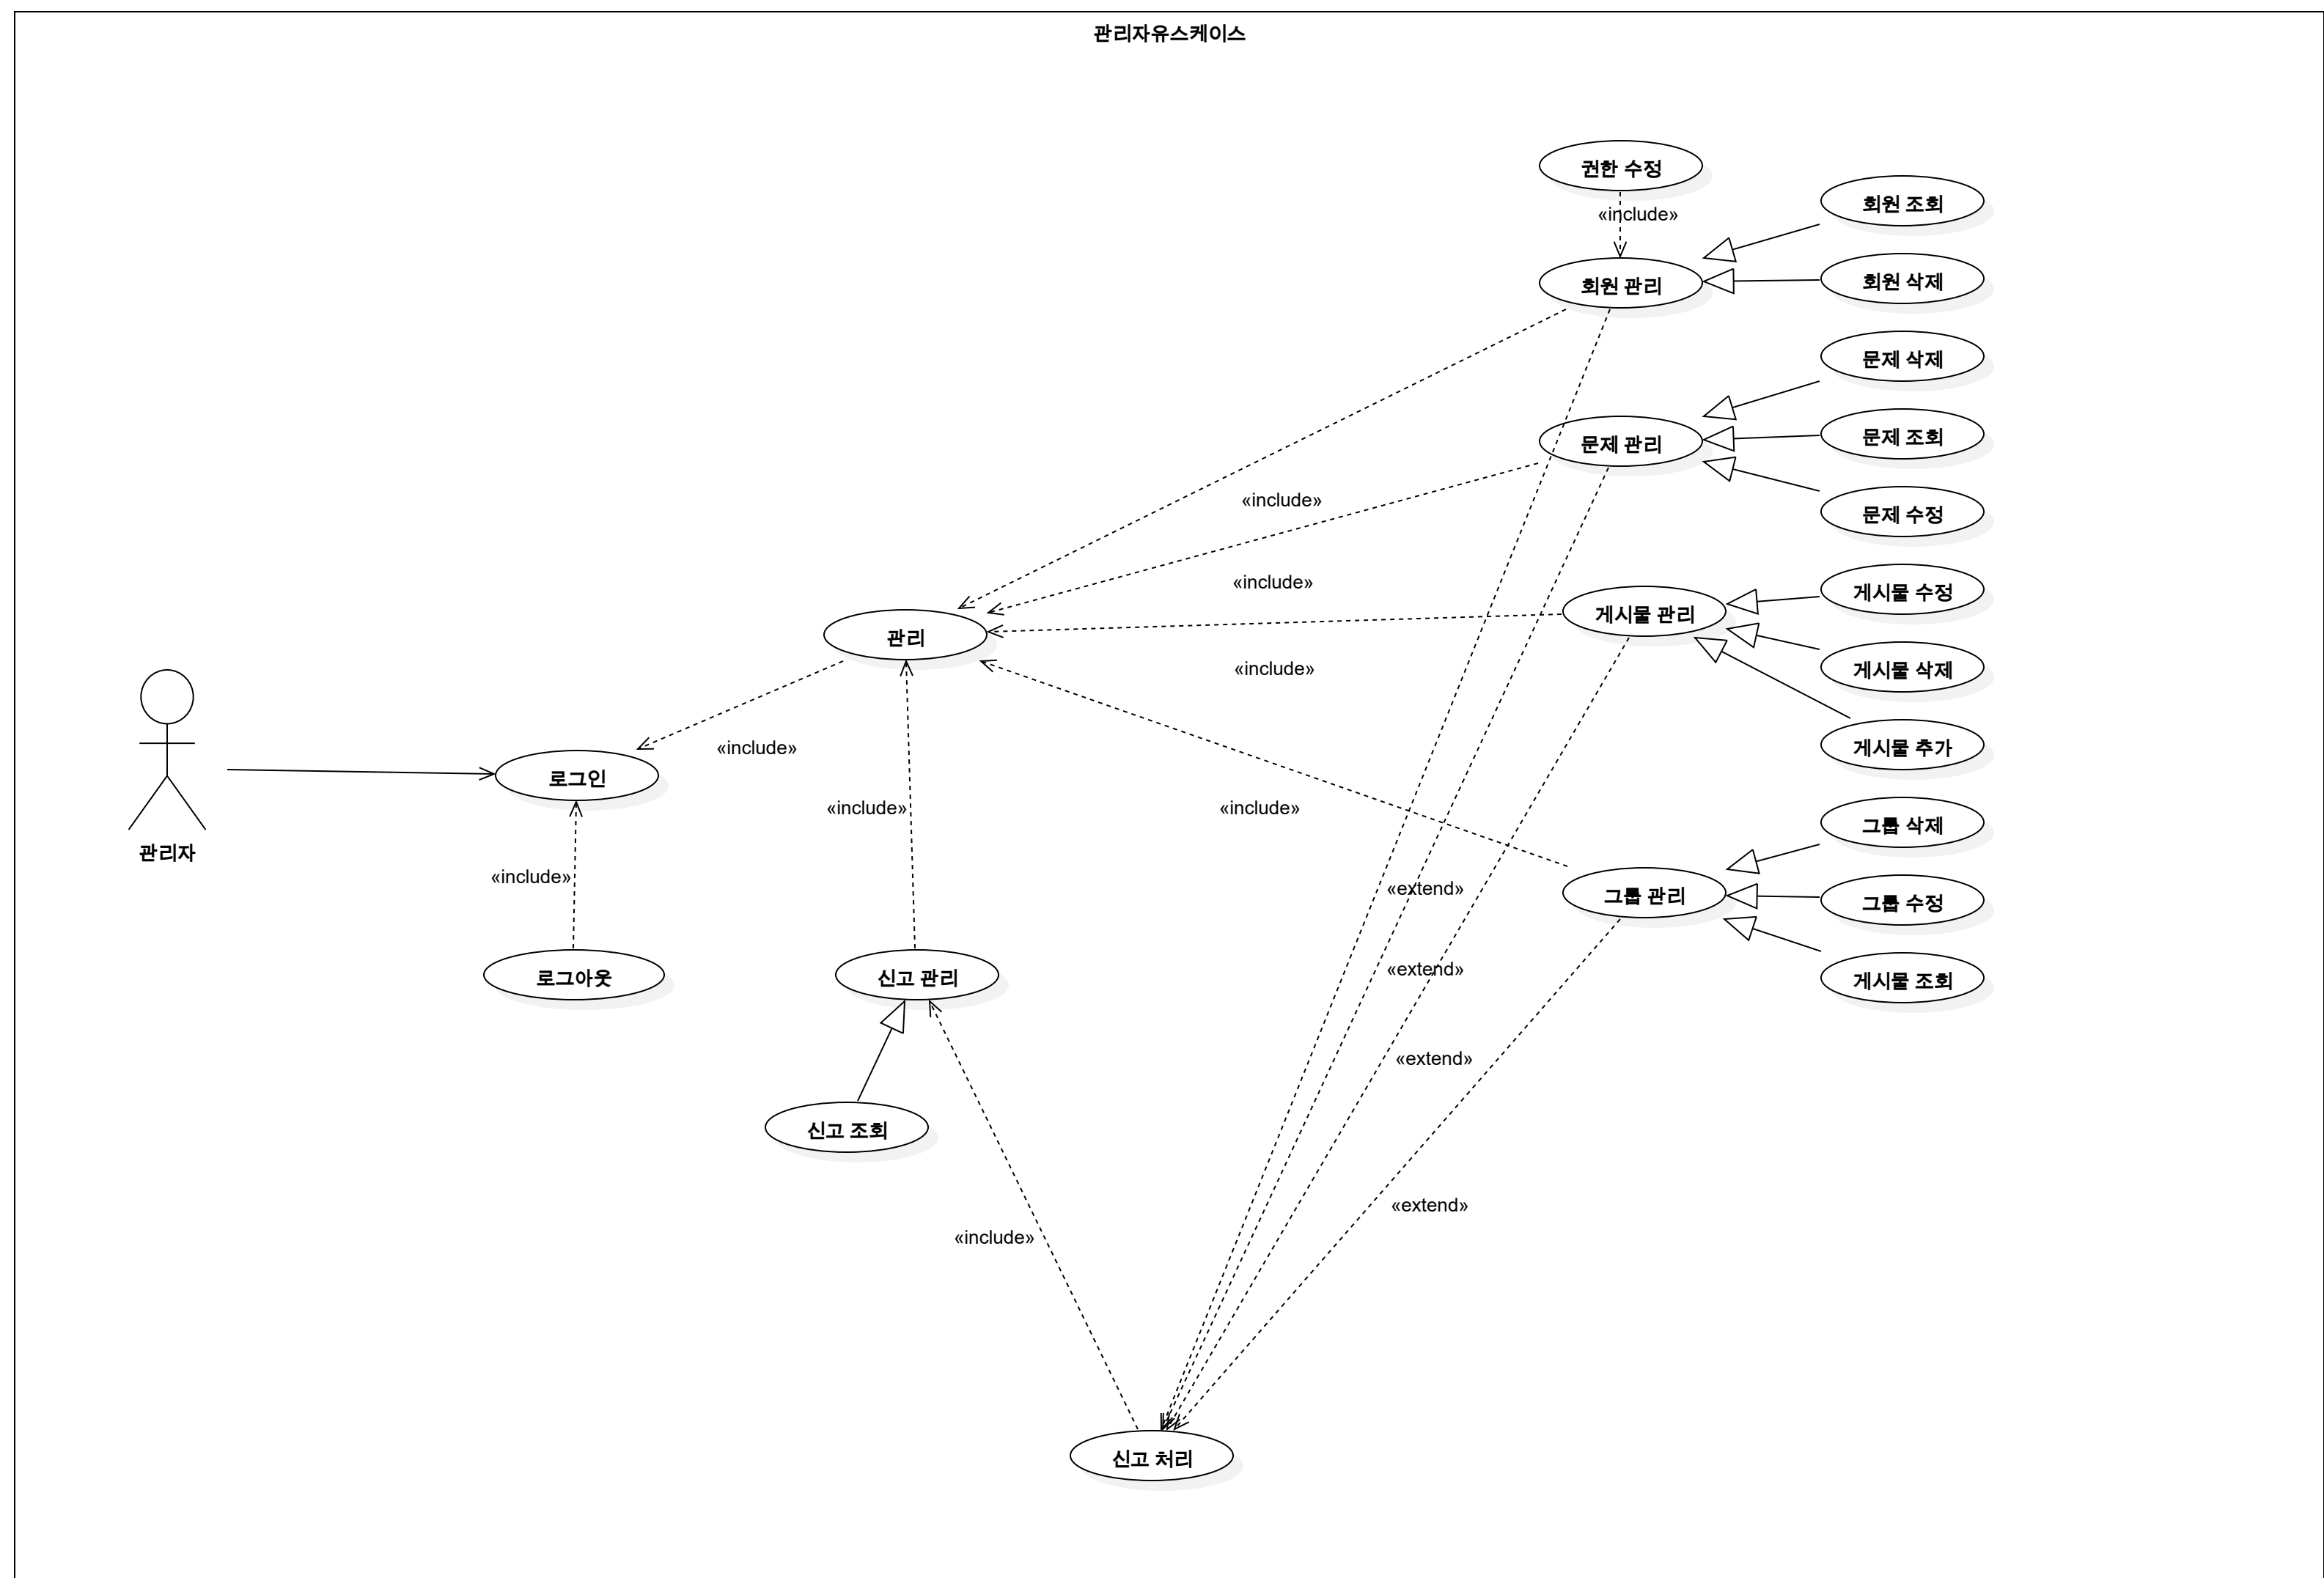 관리자유스케이스
권한 수정
«include»
회원 조회
회원 관리
회원 삭제
문제 삭제
문제 관리
문제 조회
«include»
문제 수정
«include»
게시물 수정
게시물 관리
관리
«include»
게시물 삭제
«include»
게시물 추가
로그인
«include»
«include»
그룹 삭제
관리자
«include»
«extend»
그룹 관리
그룹 수정
로그아웃
신고 관리
«extend»
게시물 조회
«extend»
신고 조회
«extend»
«include»
신고 처리